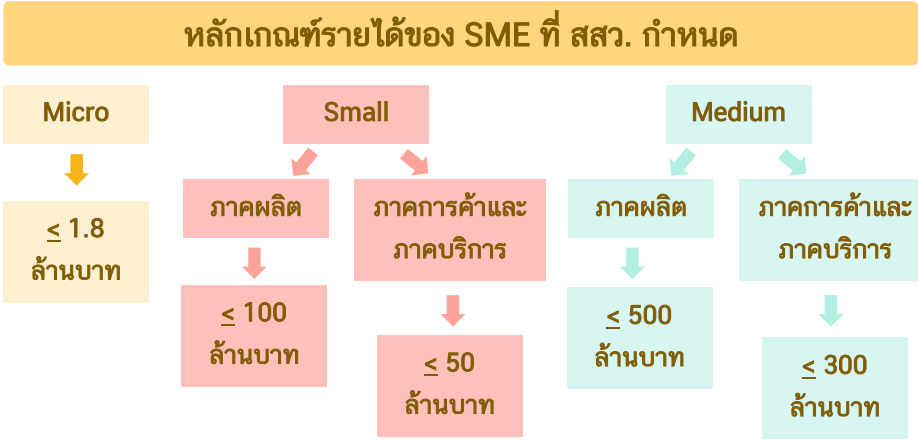 หลักเกณฑ์รายได้ของ SME ที่ สสว. กำหนด
Micro
≤ 1.8
ล้านบาท
Small
ภาคผลิต
≤ 100
ล้านบาท
ภาคการค้าและ
ภาคบริการ
≤ 50
ล้านบาท
Medium
ภาคผลิต
≤ 500
ล้านบาท
ภาคการค้าและ
ภาคบริการ
≤ 300
ล้านบาท